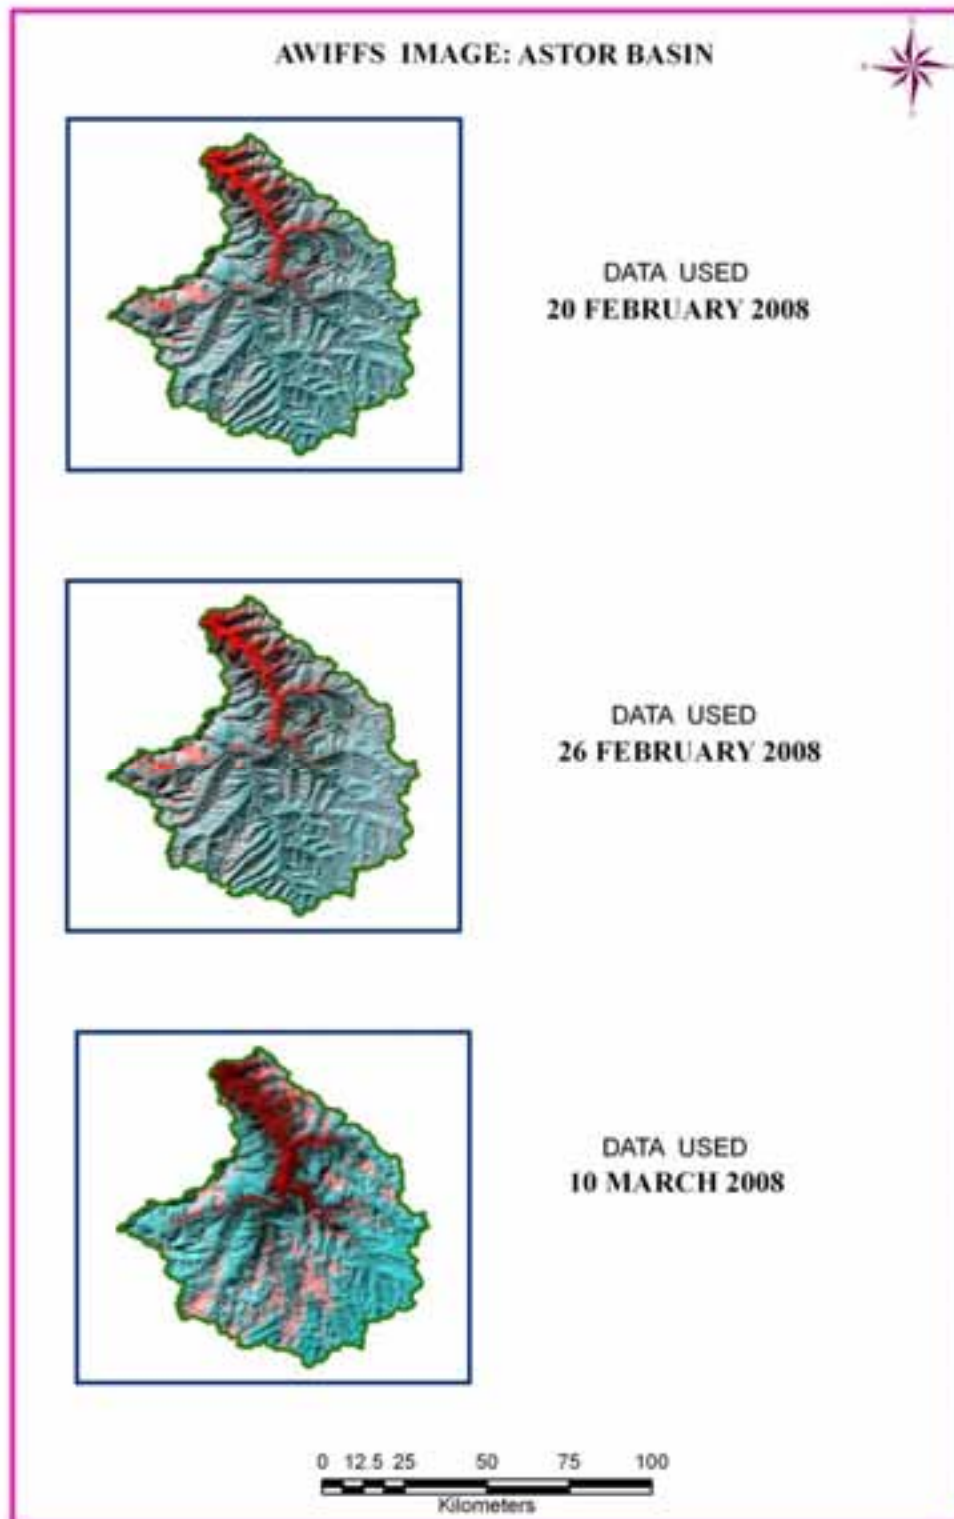 AWIFFS IMAGE: ASTOR BASIN
DATA USED
20 FEBRUARY 2008
DATA USED
26 FEBRUARY 2008
DATA USED
10 MARCH 2008
0 12.5 25 50 75 100
Kilometers